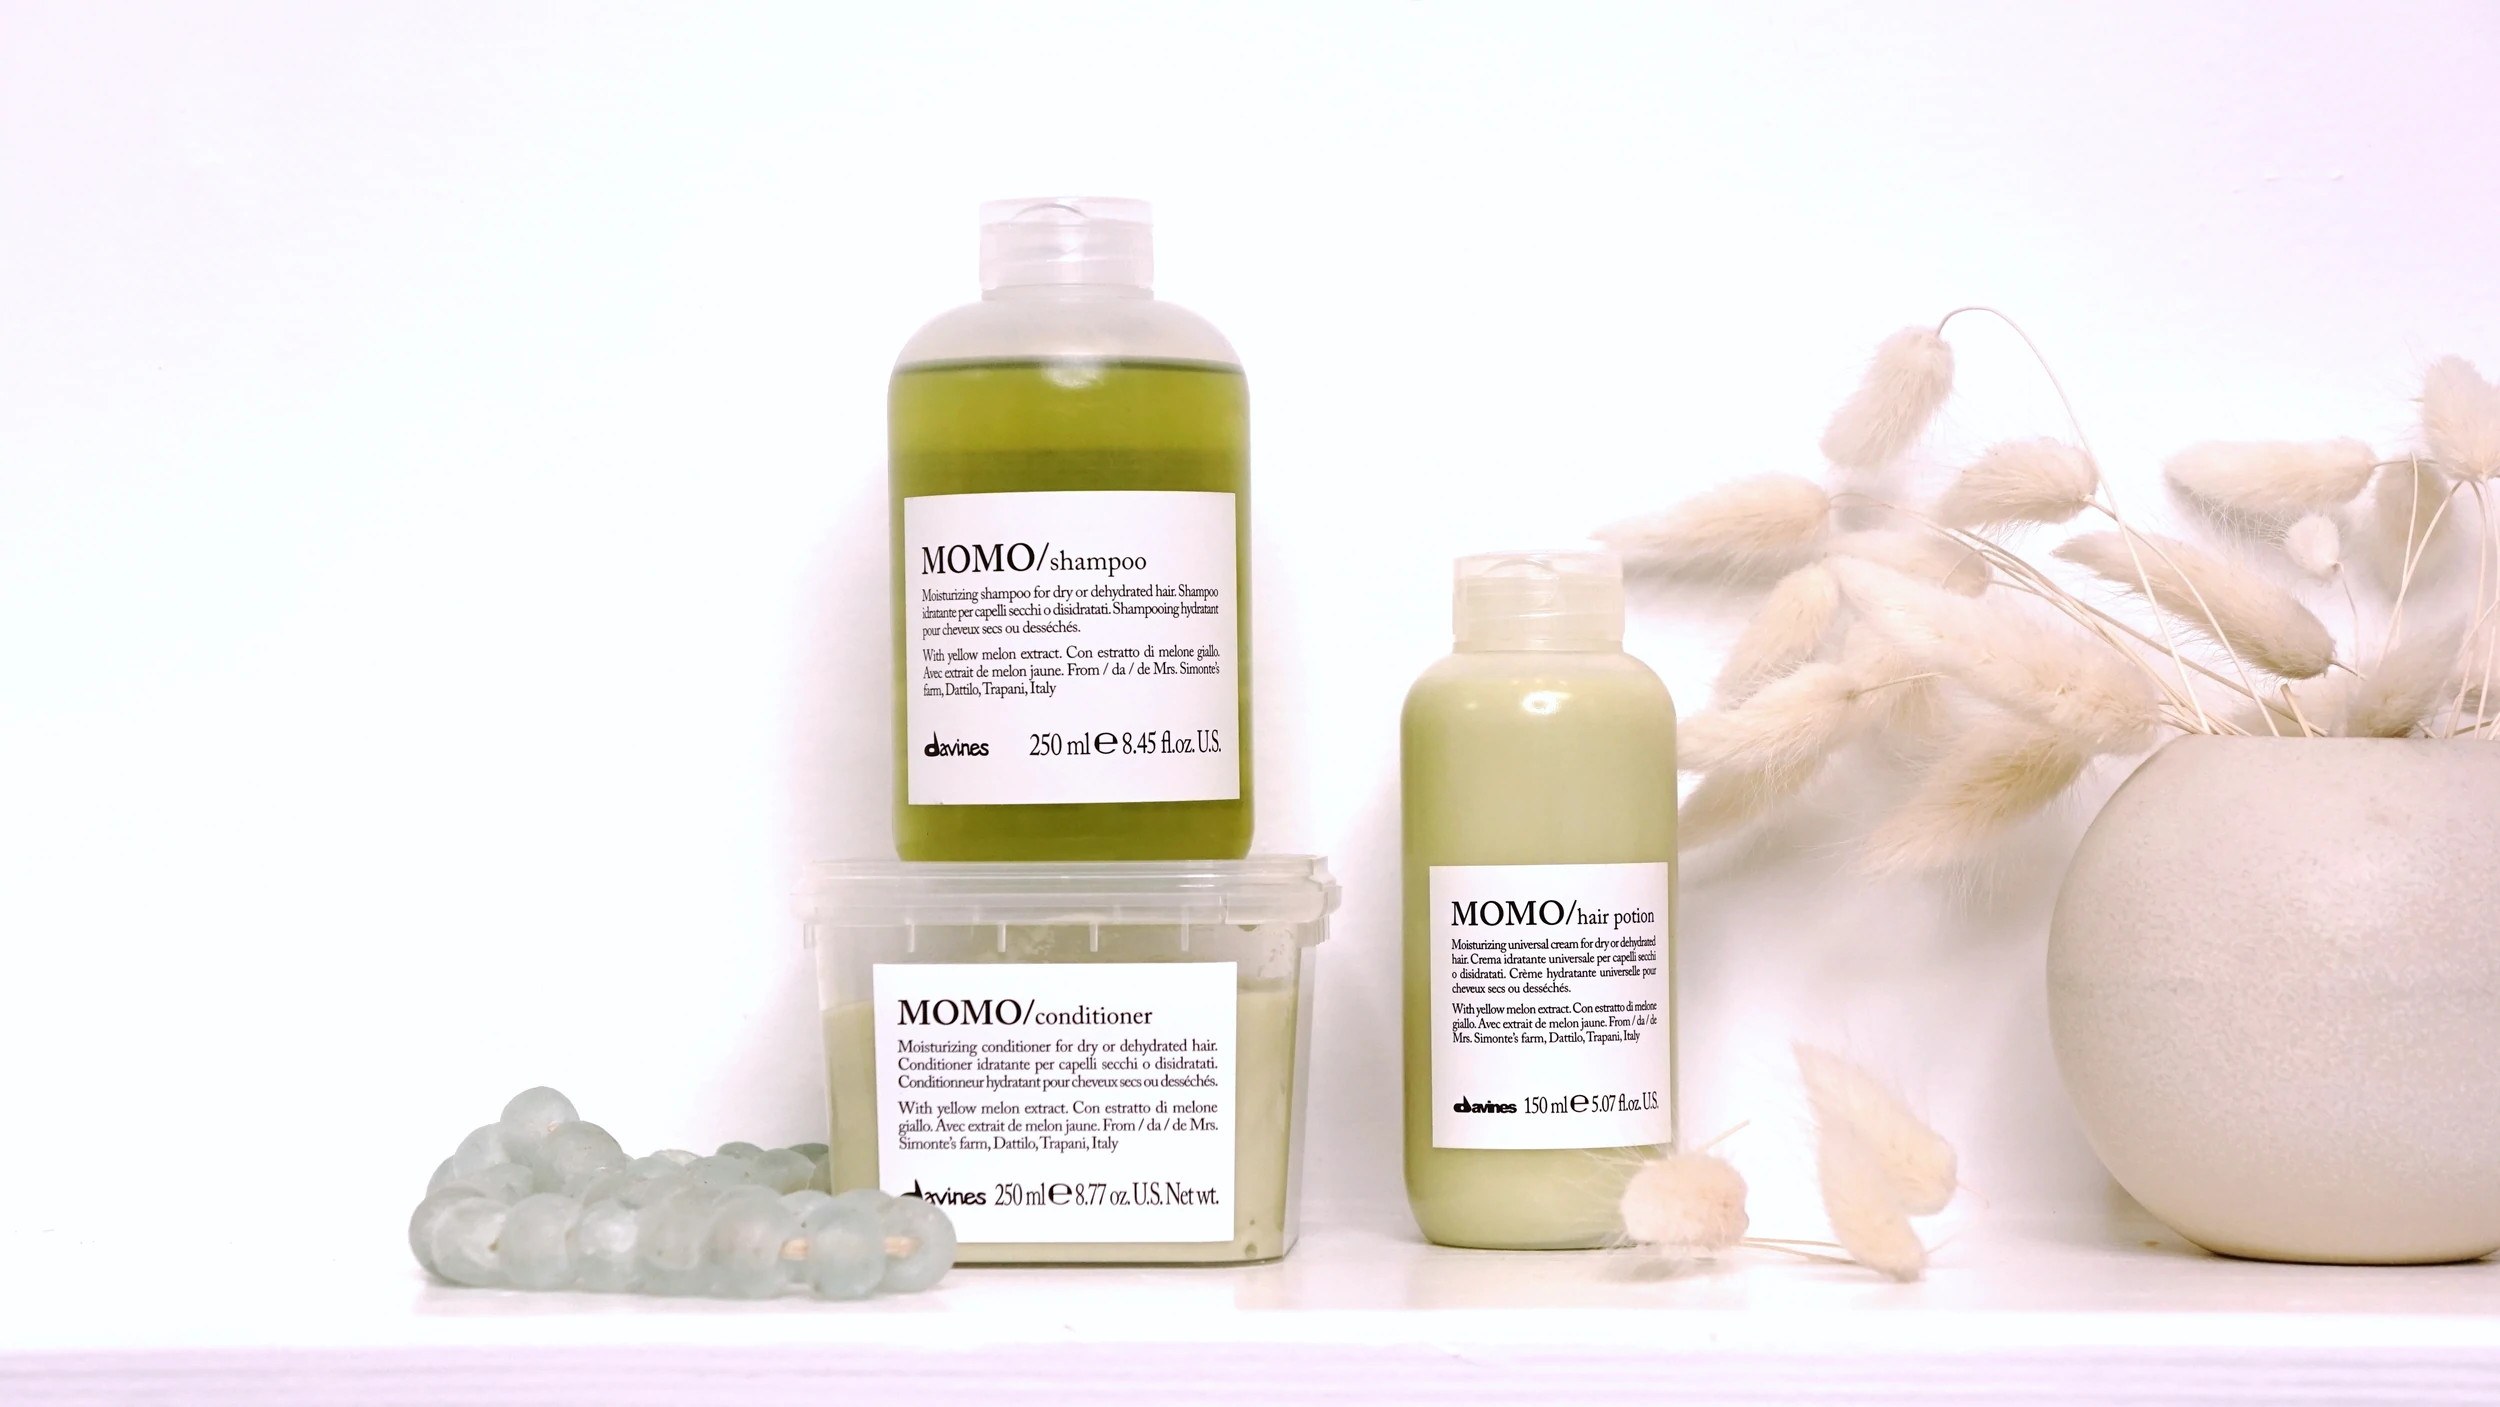 MOMO/shampoo
Moisturizing shampoo for dry or dehydrated hair. Shampoo
idratante per capelli secchi o disidratati. Shampooing hydratant
pour cheveux secs ou desséchés.
With yellow melon extract. Con estratto di melone giallo.
Avec extrait de melon jaune. From / da / de Mrs. Simonte's
farm, Dattilo, Trapani, Italy
davines 250 ml ℮ 8.45 fl.oz. U.S.
MOMO/conditioner
Moisturizing conditioner for dry or dehydrated hair.
Conditioner idratante per capelli secchi o disidratati.
Conditionneur hydratant pour cheveux secs ou desséchés.
With yellow melon extract. Con estratto di melone
giallo. Avec extrait de melon jaune. From / da / de Mrs.
Simonte's farm, Dattilo, Trapani, Italy
davines 250 ml ℮ 8.77 oz. U.S. Net wt.
MOMO/hair potion
Moisturizing universal cream for dry or dehydrated
hair. Crema idratante universale per capelli secchi
o disidratati. Crème hydratante universelle pour
cheveux secs ou desséchés.
With yellow melon extract. Con estratto di melone
giallo. Avec extrait de melon jaune. From / da / de
Mrs. Simonte's farm, Dattilo, Trapani, Italy
davines 150 ml ℮ 5.07 fl.oz. U.S.